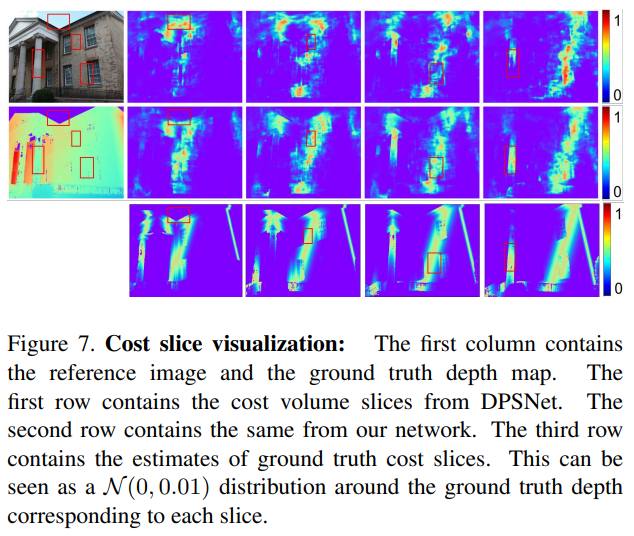 1
0
1
0
1
0
Figure 7. Cost slice visualization: The first column contains
the reference image and the ground truth depth map. The
first row contains the cost volume slices from DPSNet. The
second row contains the same from our network. The third row
contains the estimates of ground truth cost slices. This can be
seen as a 𝒩(0, 0.01) distribution around the ground truth depth
corresponding to each slice.